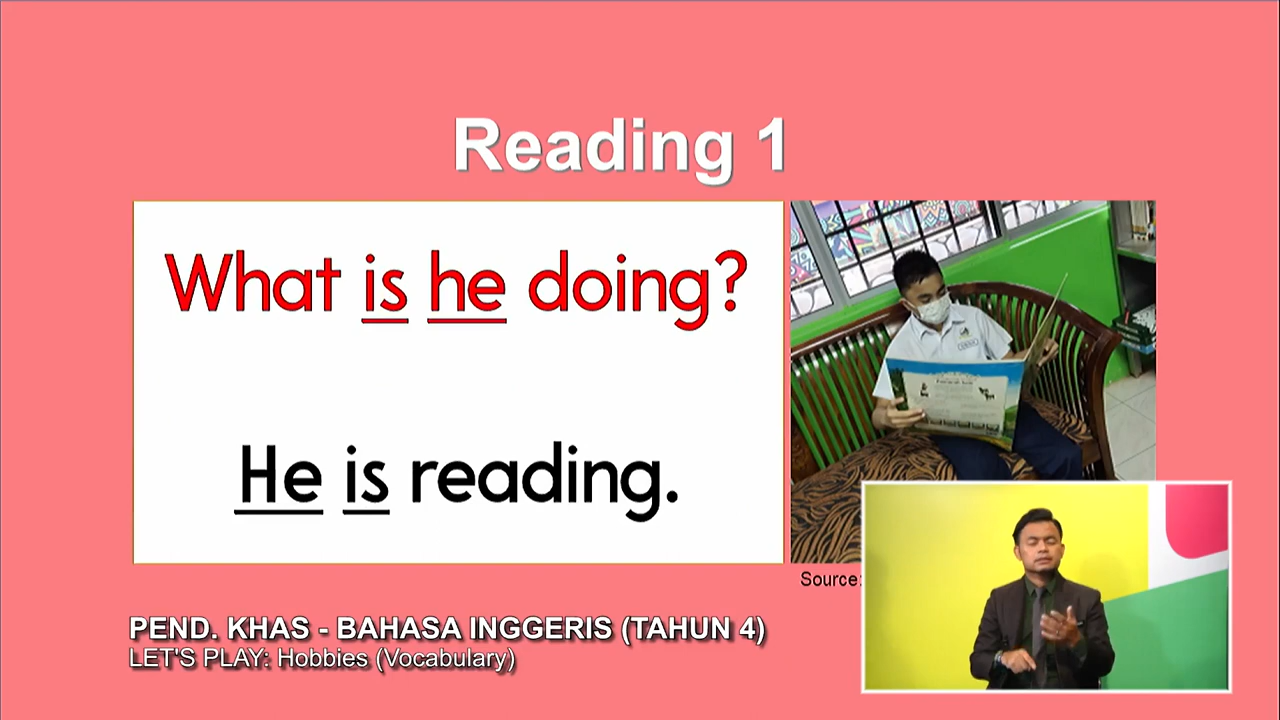 Reading 1
What is he doing?
He is reading.
Source:
PEND. KHAS - BAHASA INGGERIS (TAHUN 4)
LET'S PLAY: Hobbies (Vocabulary)